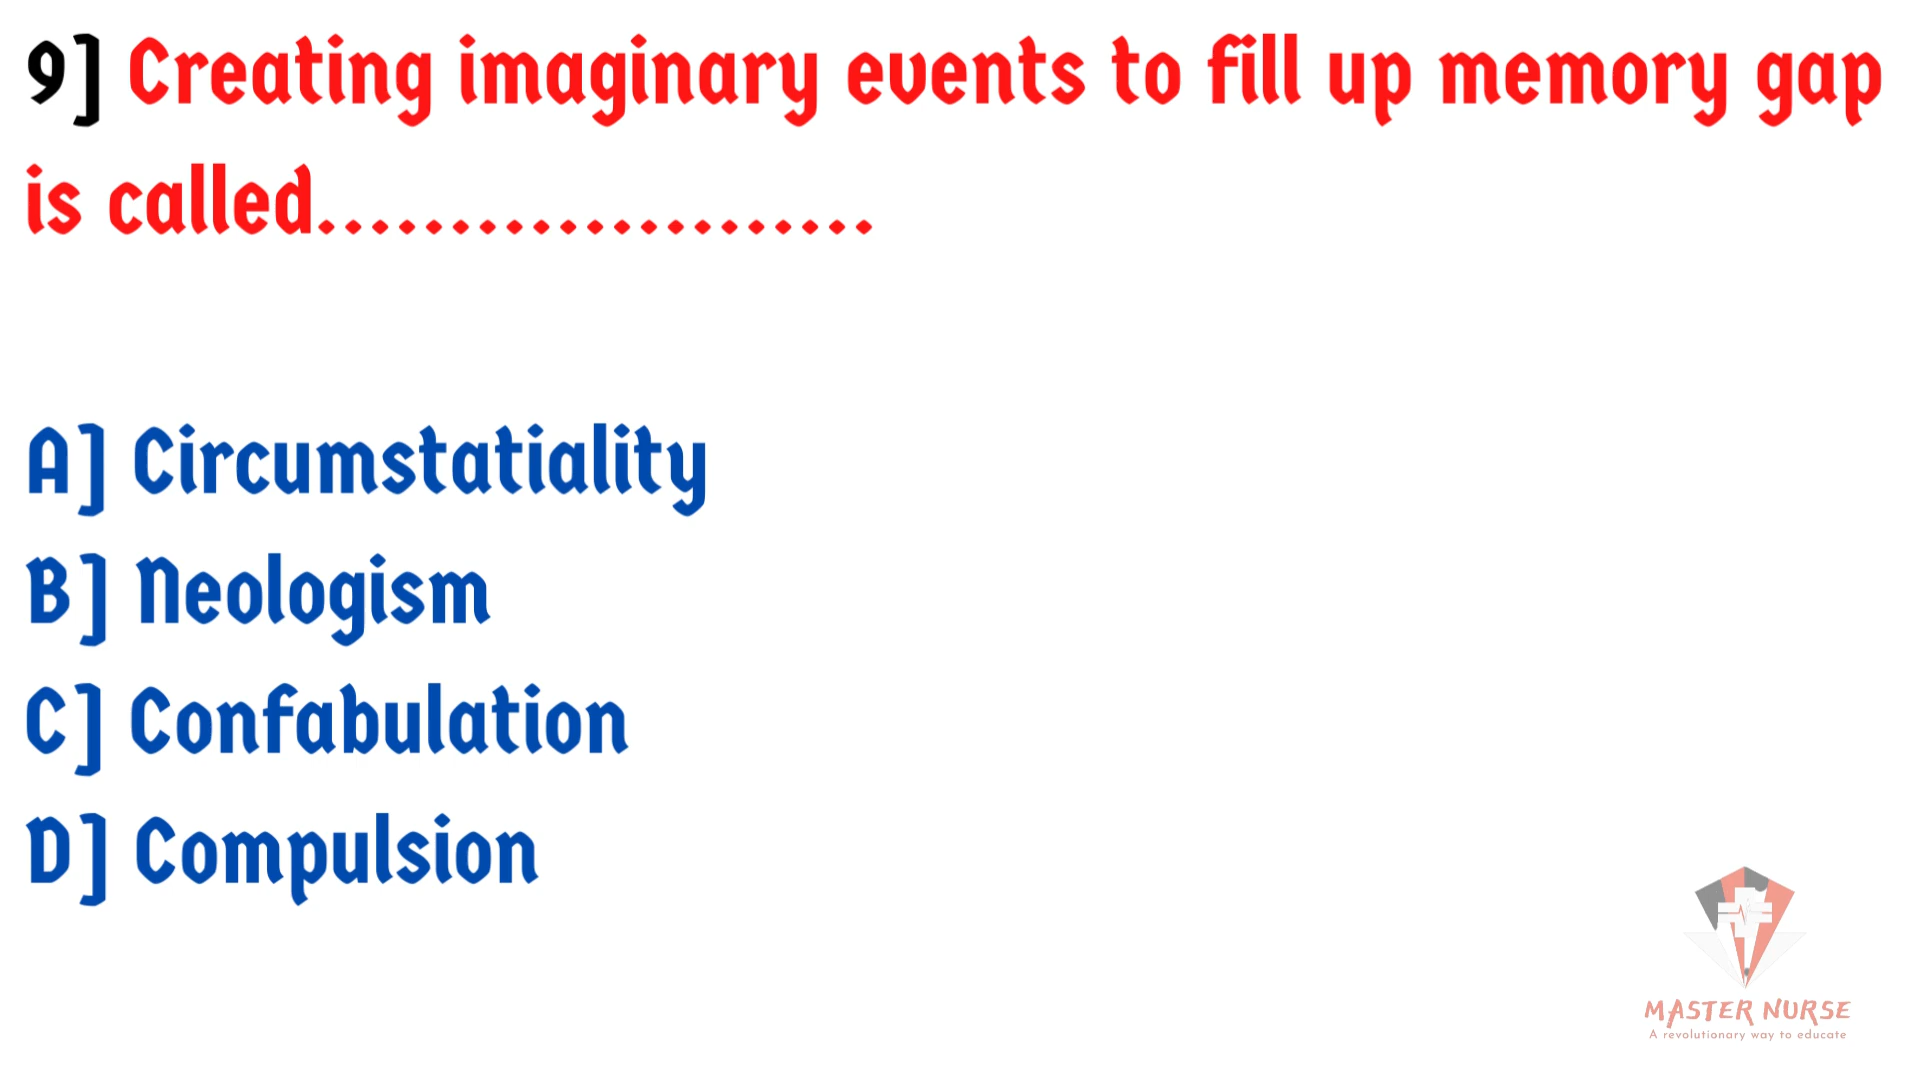 9] Creating imaginary events to fill up memory gap
is called.....................
A] Circumstatiality
B] Neologism
C] Confabulation
D] Compulsion
MASTER NURSE
A revolutionary way to educate